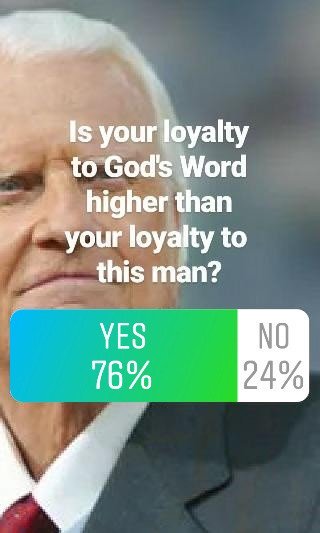 Is your loyalty
to God's Word
higher than
your loyalty to
this man?
YES NO
76% 24%